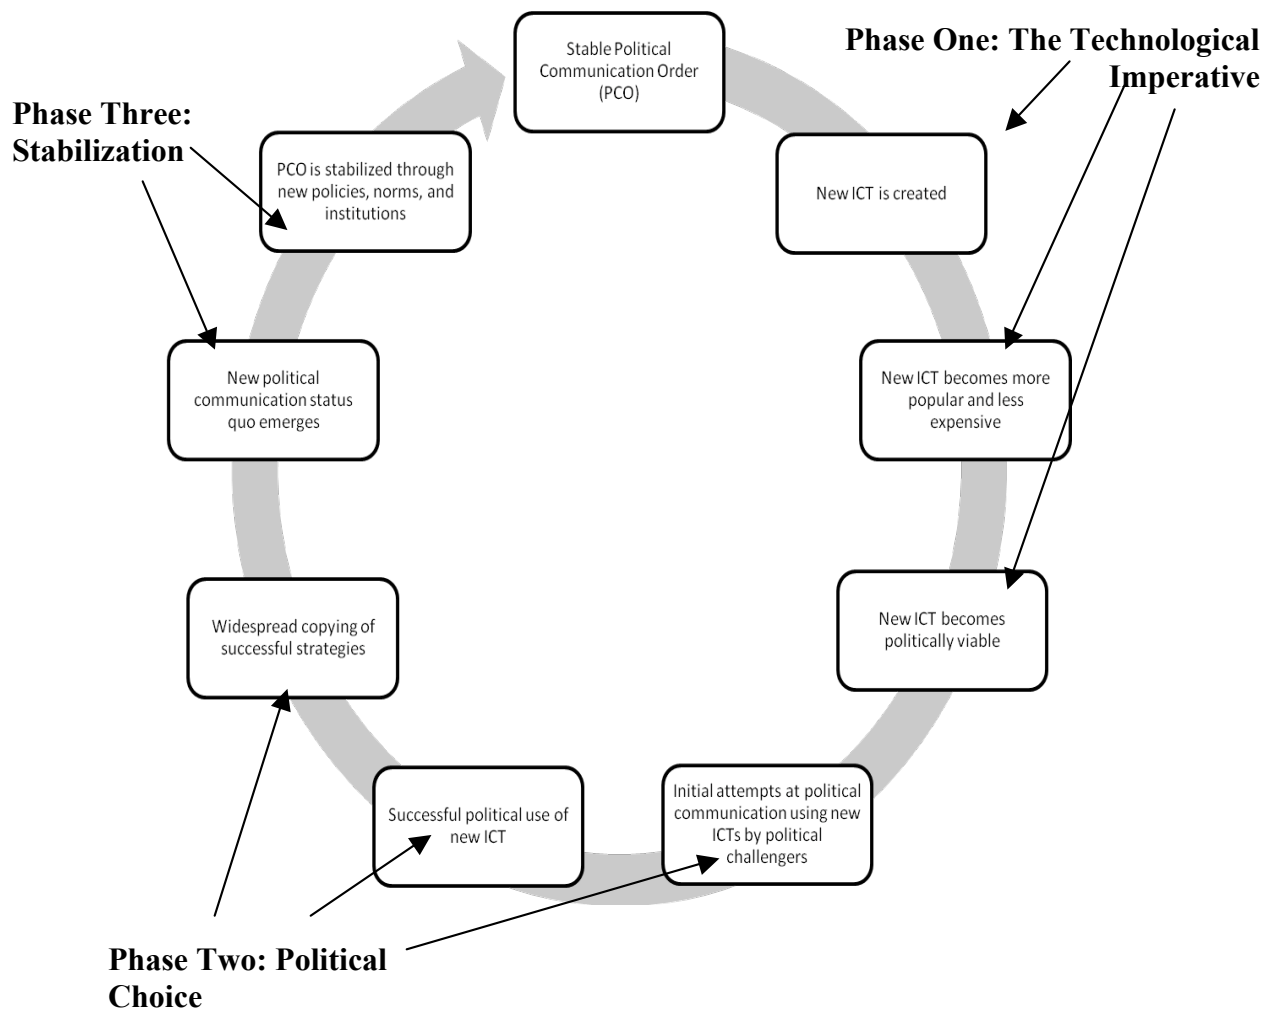 Stable Political
Communication Order
(PCO)
Phase One: The Technological
Imperative
New ICT is created
New ICT becomes more
popular and less
expensive
New ICT becomes
politically viable
Initial attempts at political
communication using new
ICTs by political
challengers
Successful political use of
new ICT
Phase Two: Political
Choice
Widespread copying of
successful strategies
New political
communication status
quo emerges
PCO is stabilized through
new policies, norms, and
institutions
Phase Three:
Stabilization